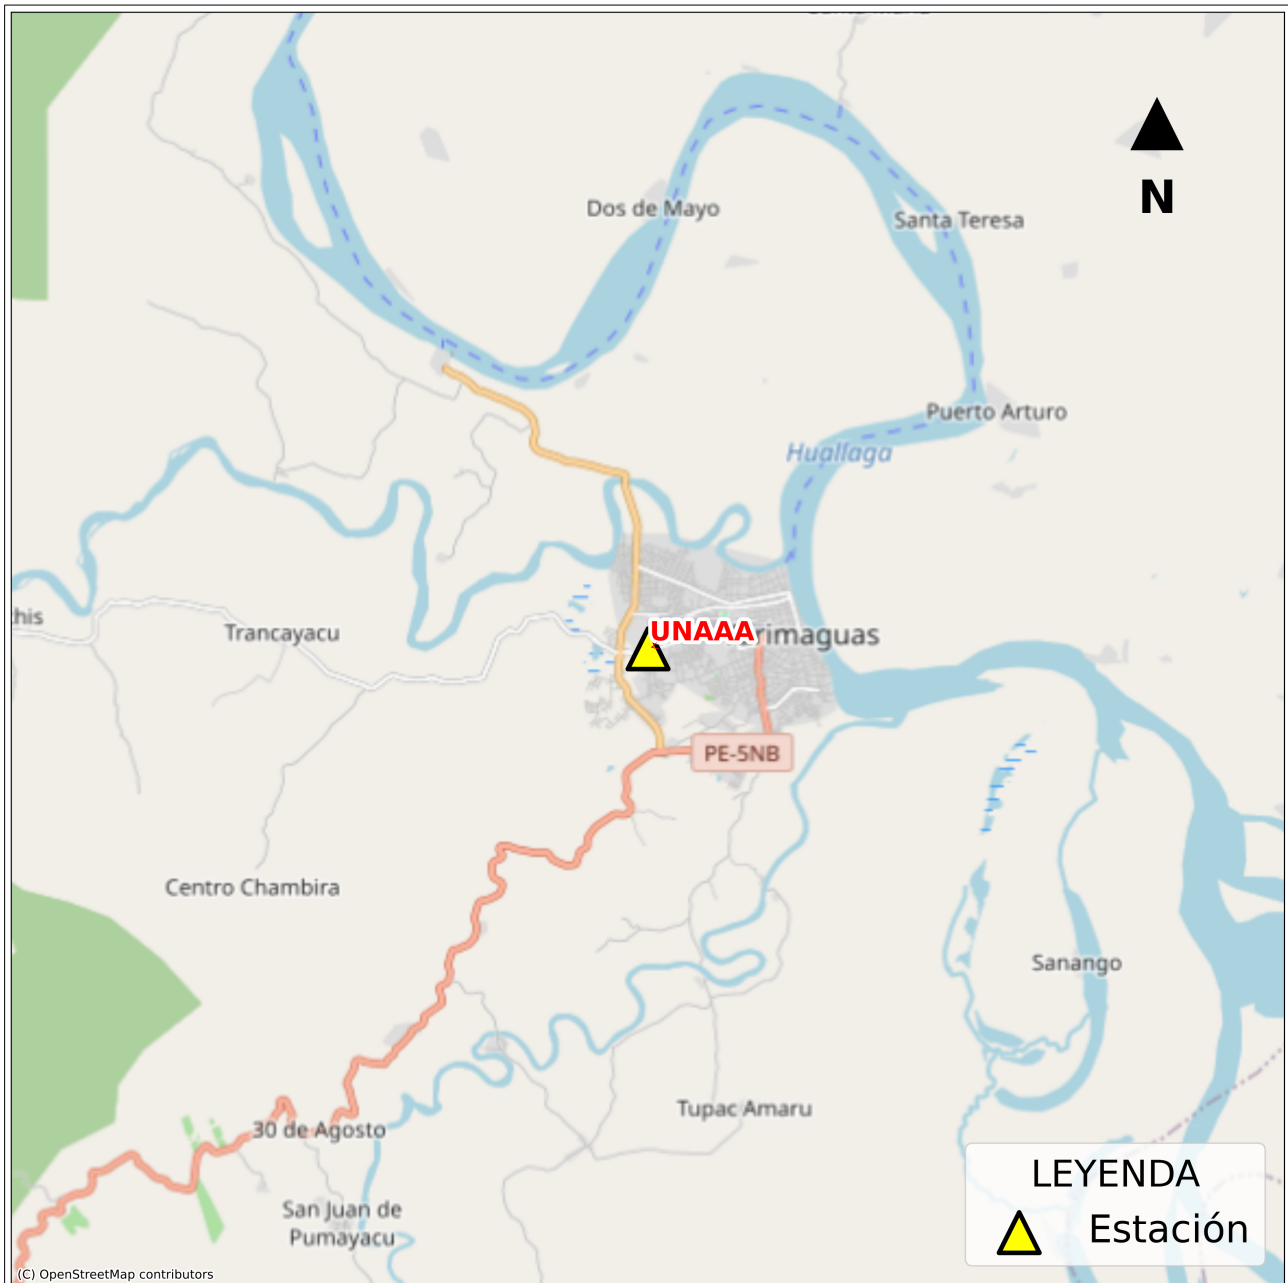 Dos de Mayo
Santa Teresa
N
Puerto Arturo
Huallaga
Trancayacu
UNAAA
rimaguas
PE-5NB
Centro Chambira
Sanango
Tupac Amaru
30 de Agosto
San Juan de
Pumayacu
LEYENDA
Estación
(C) OpenStreetMap contributors